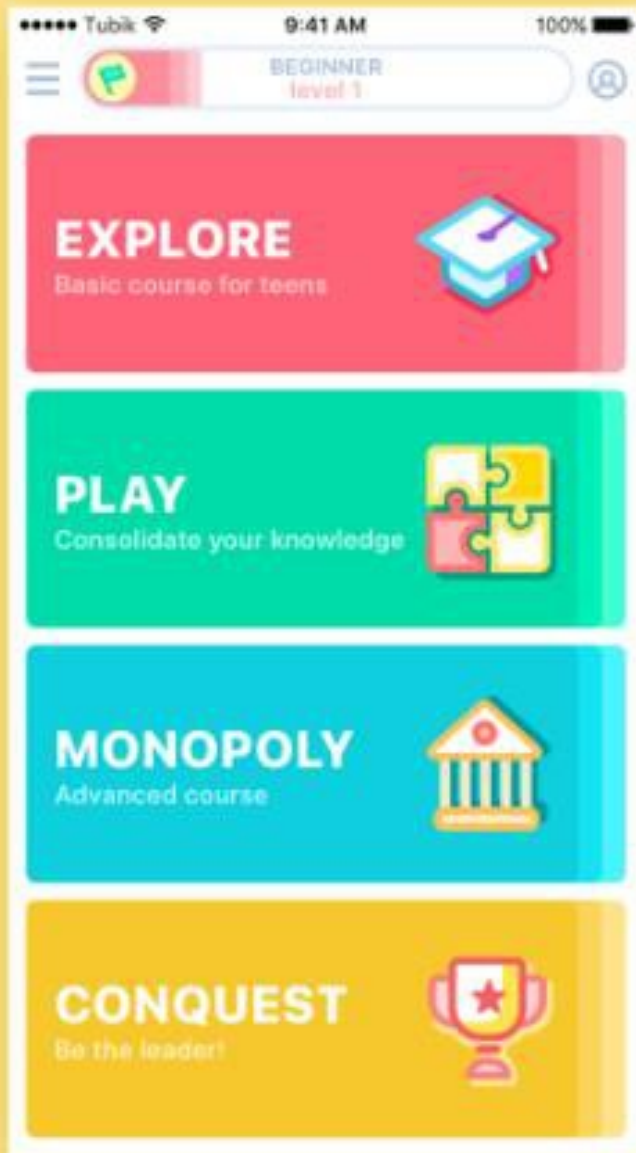 Tubik
9:41 AM
100%
BEGINNER
level 1
EXPLORE
Basic course for teens
PLAY
Consolidate your knowledge
MONOPOLY
Advanced course
CONQUEST
Be the leader!